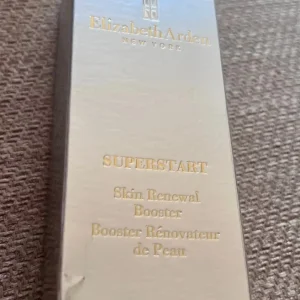 Elizabeth Arden
NEW YORK
SUPERSTART
Skin Renewal
Booster
Booster Rénovateur
de Peau